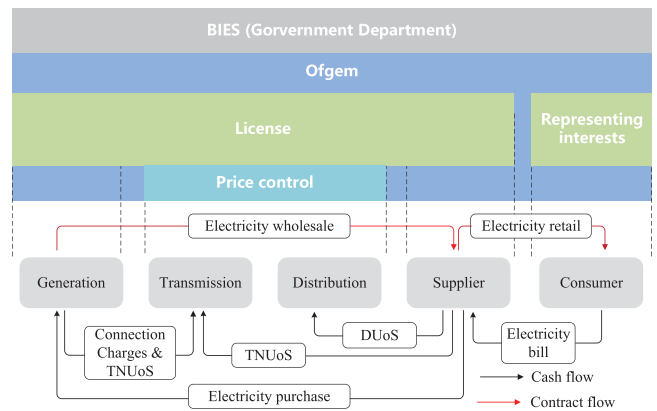 BIES (Gorvernment Department)
Ofgem
License
Representing
interests
Price control
Electricity wholesale
Electricity retail
Generation
Transmission
Distribution
Supplier
Consumer
Connection
Charges &
TNUoS
TNUoS
DUoS
Electricity
bill
Electricity purchase
Cash flow
Contract flow